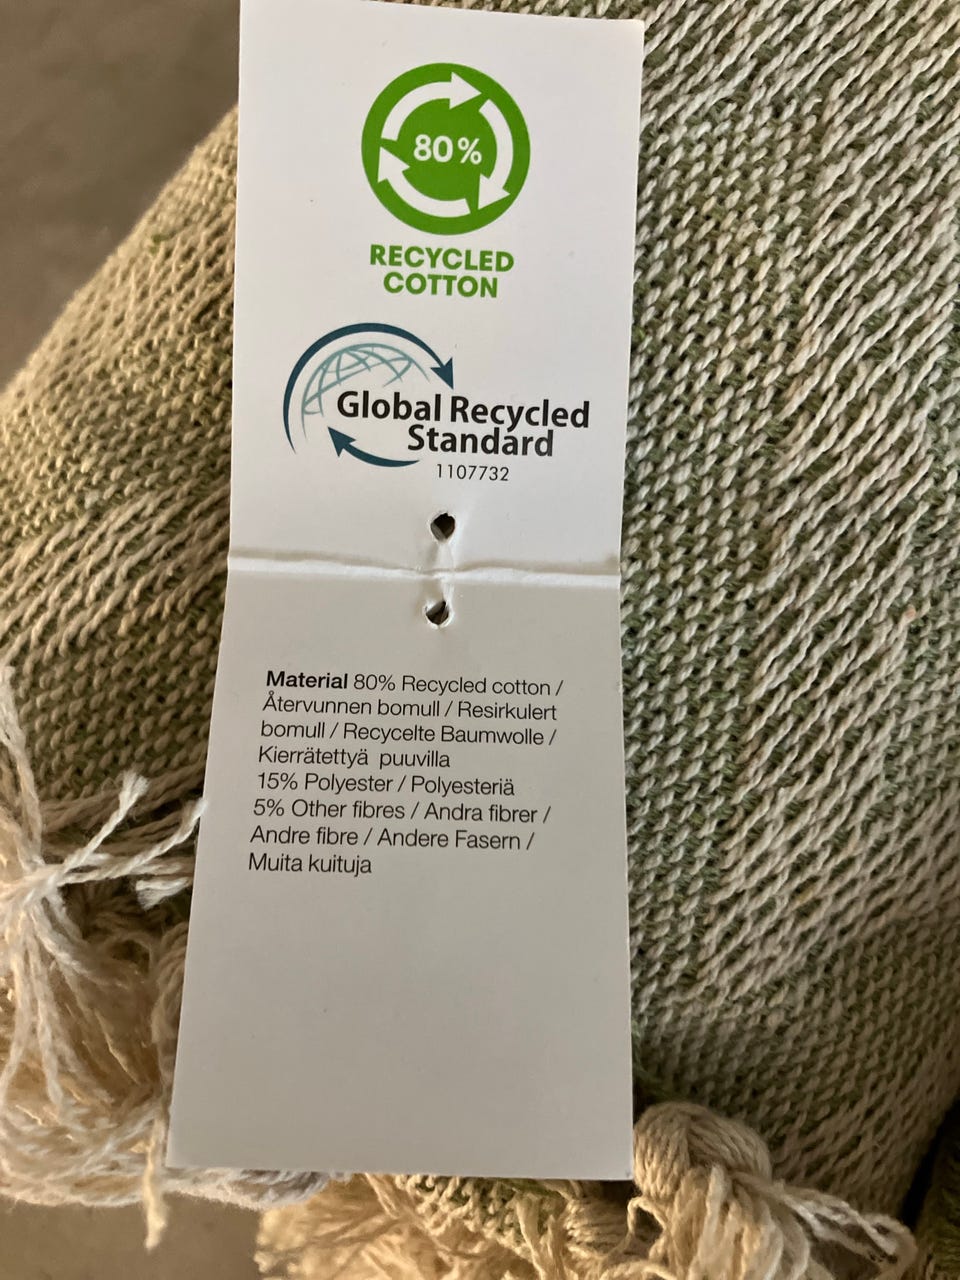 80%
RECYCLED
COTTON
Global Recycled
Standard
1107732
Material 80% Recycled cotton /
Återvunnen bomull / Resirkulert
bomull / Recycelte Baumwolle /
Kierrätettyä puuvilla
15% Polyester / Polyesteriä
5% Other fibres / Andra fibrer /
Andre fibre / Andere Fasern /
Muita kuituja